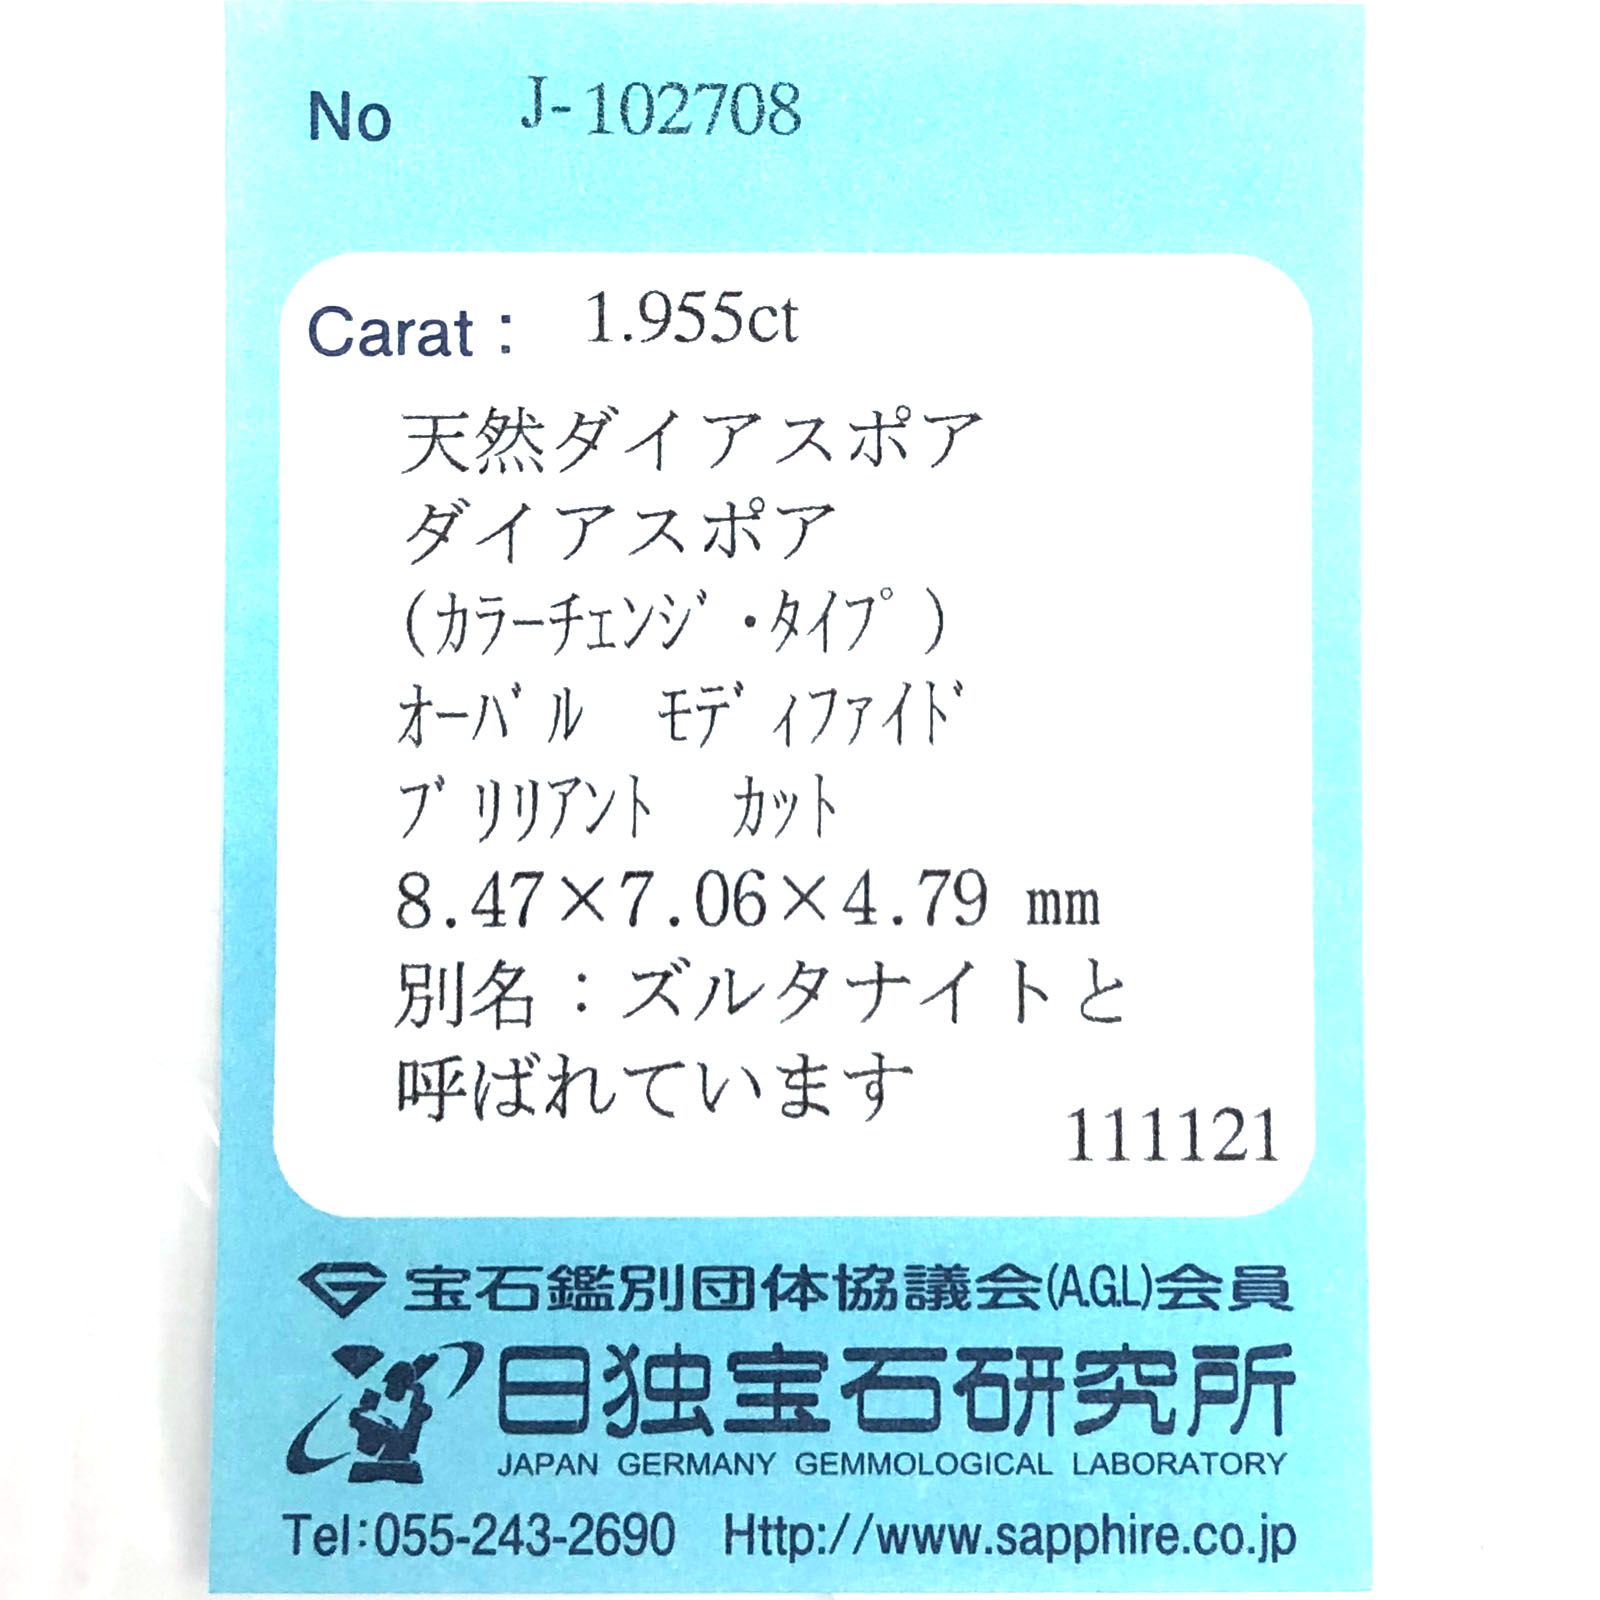 No J-102708
Carat : 1.955ct
天然ダイアスポア
ダイアスポア
(ｶﾗｰﾁｪﾝｼﾞ・ﾀｲﾌﾟ)
ｵｰﾊﾞﾙ ﾓﾃﾞｨﾌｧｲﾄﾞ
ﾌﾞﾘﾘｱﾝﾄ ｶｯﾄ
8.47×7.06×4.79 mm
別名：ズルタナイトと
呼ばれています
111121
宝石鑑別団体協議会(A.G.L)会員
日独宝石研究所
JAPAN GERMANY GEMMOLOGICAL LABORATORY
Tel:055-243-2690 Http://www.sapphire.co.jp